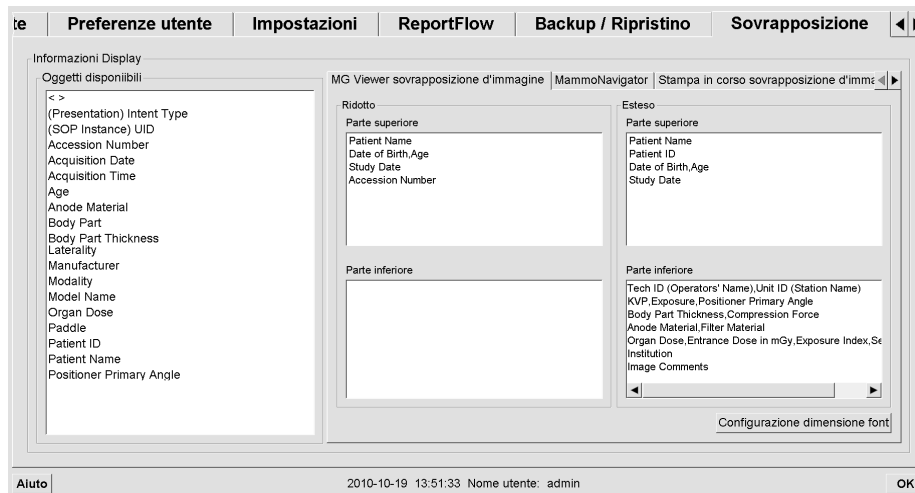 te Preferenze utente Impostazioni ReportFlow Backup / Ripristino Sovrapposizione
Informazioni Display
Oggetti disponiibili
< >
(Presentation) Intent Type
(SOP Instance) UID
Accession Number
Acquisition Date
Acquisition Time
Age
Anode Material
Body Part
Body Part Thickness
Laterality
Manufacturer
Modality
Model Name
Organ Dose
Paddle
Patient ID
Patient Name
Positioner Primary Angle
MG Viewer sovrapposizione d'immagine MammoNavigator Stampa in corso sovrapposizione d'imma
Ridotto
Parte superiore
Patient Name
Date of Birth,Age
Study Date
Accession Number
Parte inferiore
Esteso
Parte superiore
Patient Name
Patient ID
Date of Birth,Age
Study Date
Parte inferiore
Tech ID (Operators' Name),Unit ID (Station Name)
KVP,Exposure,Positioner Primary Angle
Body Part Thickness,Compression Force
Anode Material,Filter Material
Organ Dose,Entrance Dose in mGy,Exposure Index,Se
Institution
Image Comments
Configurazione dimensione font
Aiuto 2010-10-19 13:51:33 Nome utente: admin OK